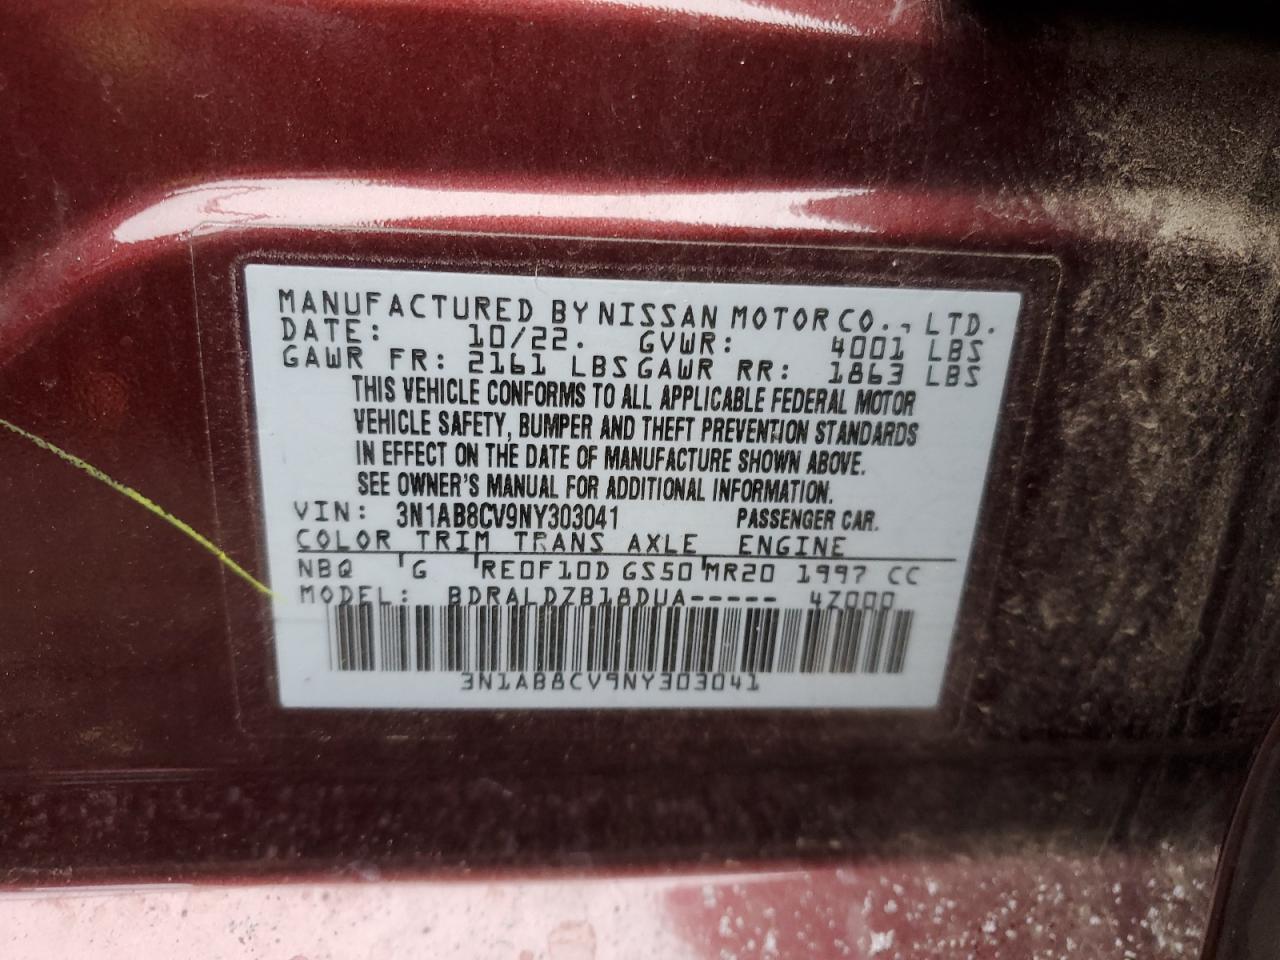 MANUFACTURED BY NISSAN MOTOR CO., LTD.
DATE: 10/22. GVWR: 4001 LBS
GAWR FR: 2161 LBS GAWR RR: 1863 LBS
THIS VEHICLE CONFORMS TO ALL APPLICABLE FEDERAL MOTOR
VEHICLE SAFETY, BUMPER AND THEFT PREVENTION STANDARDS
IN EFFECT ON THE DATE OF MANUFACTURE SHOWN ABOVE.
SEE OWNER'S MANUAL FOR ADDITIONAL INFORMATION.
VIN: 3N1AB8CV9NY303041 PASSENGER CAR.
COLOR TRIM TRANS AXLE ENGINE
NBQ G RE0F10D GS50 MR20 1997 CC
MODEL: BDRALDZB18DUA----- 4Z000
3N1AB8CV9NY303041